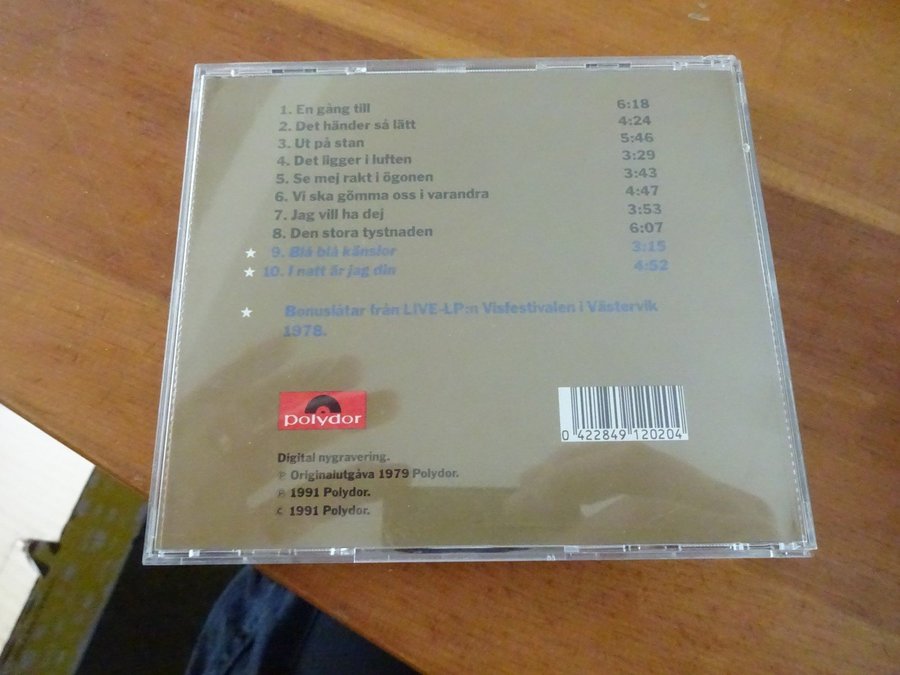 1. En gång till 6:18
2. Det händer så lätt 4:24
3. Ut på stan 5:46
4. Det ligger i luften 3:29
5. Se mej rakt i ögonen 3:43
6. Vi ska gömma oss i varandra 4:47
7. Jag vill ha dej 3:53
8. Den stora tystnaden 6:07
★ 9. Blå blå känslor 3:15
★ 10. I natt är jag din 4:52
★ Bonuslåtar från LIVE-LP:n Visfestivalen i Västervik
1978.
polydor
0 422849 120204
Digital nygravering.
℗ Originalutgåva 1979 Polydor.
℗ 1991 Polydor.
© 1991 Polydor.